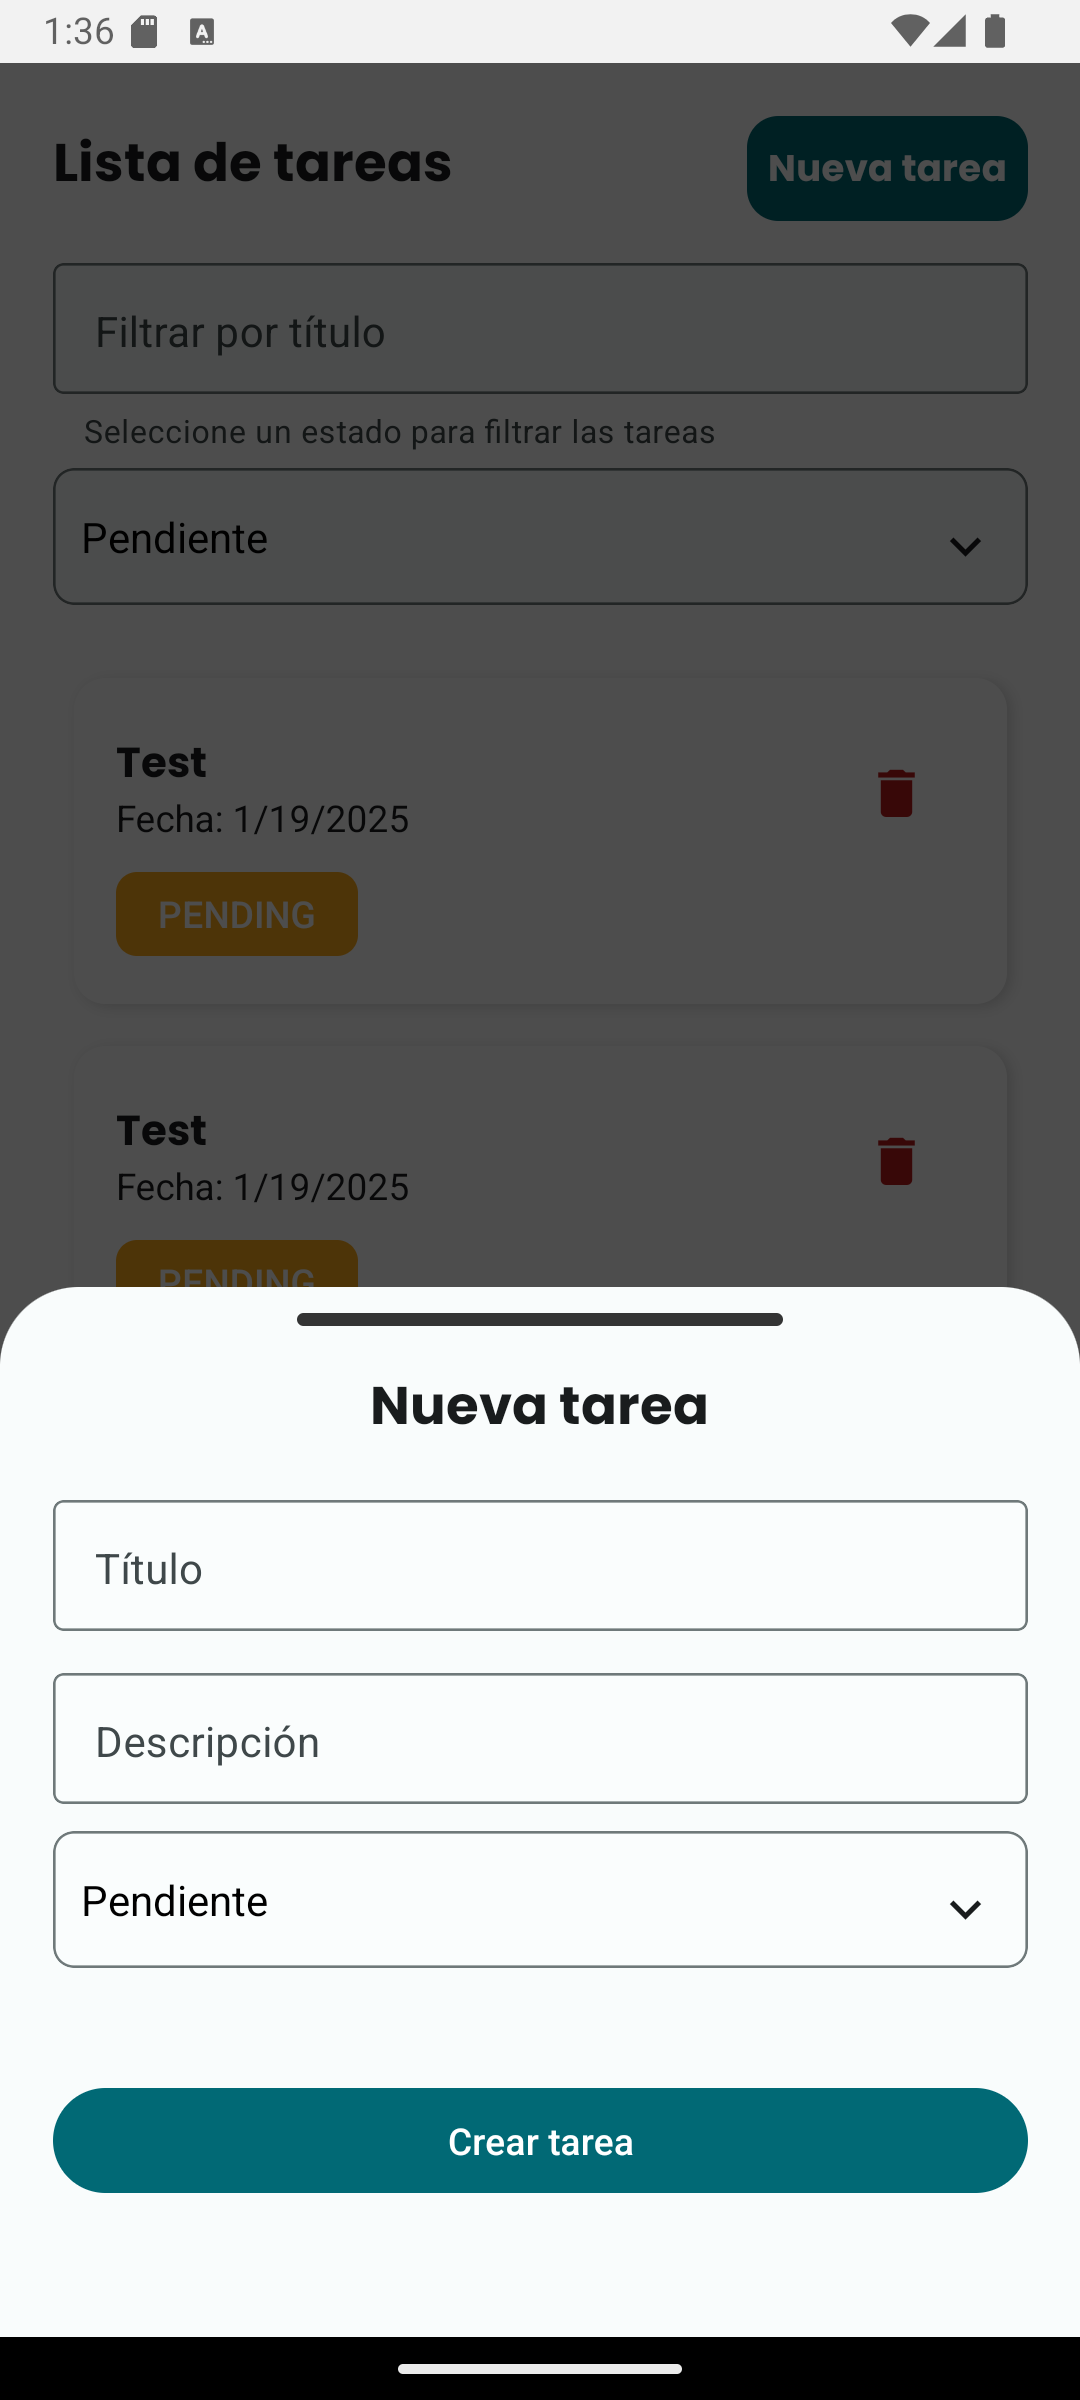 1:36
Lista de tareas
Nueva tarea
Filtrar por título
Seleccione un estado para filtrar las tareas
Pendiente
Test
Fecha: 1/19/2025
PENDING
Test
Fecha: 1/19/2025
PENDING
Nueva tarea
Título
Descripción
Pendiente
Crear tarea